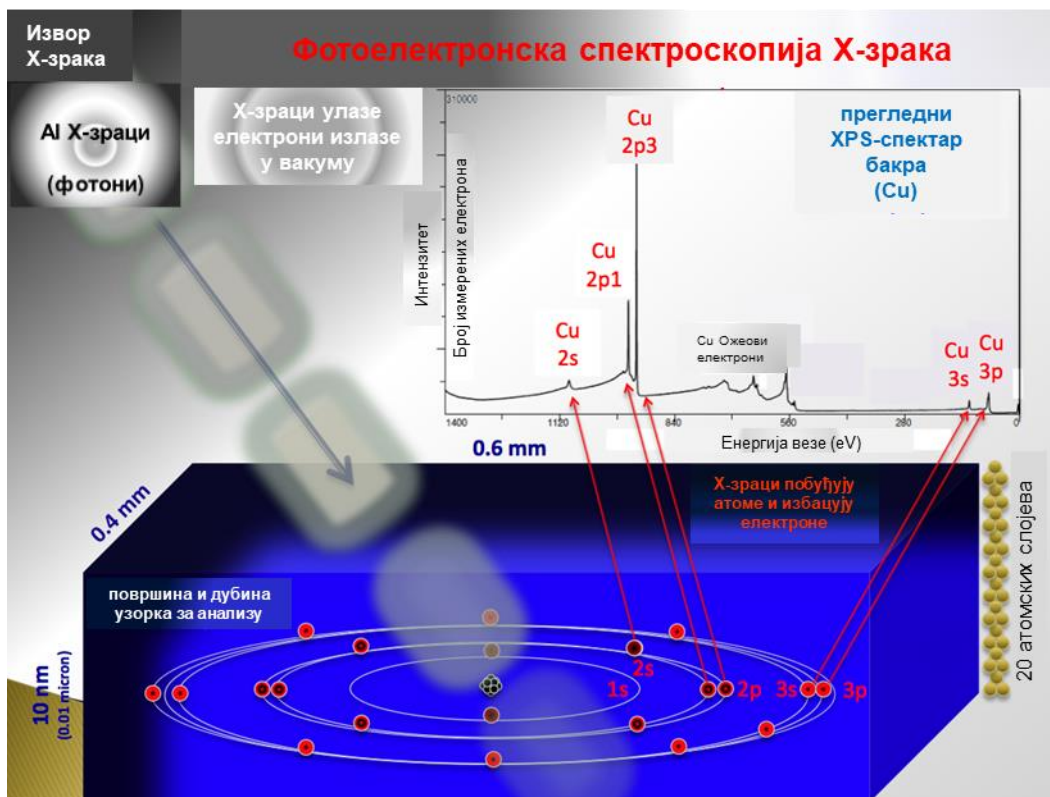 Извор
Х-зрака
Фотоелектронска спектроскопија Х-зрака
Al Х-зраци
(фотони)
Х-зраци улазе
електрони излазе
у вакуму
310000
Cu
2p3
прегледни
XPS-спектар
бакра
(Cu)
Интензитет
Број измерених електрона
Cu
2p1
Cu
2s
Cu Ожеови
електрони
Cu
3s
Cu
3p
1400
1120
840
560
280
0
Енергија везе (eV)
0.6 mm
0.4 mm
Х-зраци побуђују
атоме и избацују
електроне
површина и дубина
узорка за анализу
20 атомских слојева
10 nm
(0.01 micron)
2s
1s
2p
3s
3p